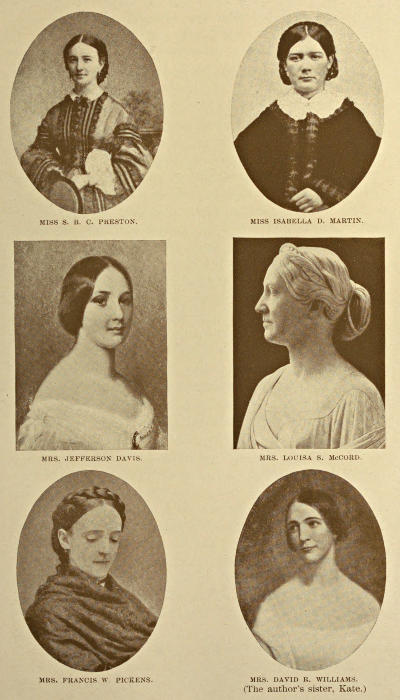 MISS S. B. C. PRESTON.
MISS ISABELLA D. MARTIN.
MRS. JEFFERSON DAVIS.
MRS. LOUISA S. McCORD.
MRS. FRANCIS W. PICKENS.
MRS. DAVID R. WILLIAMS.
(The author's sister, Kate.)